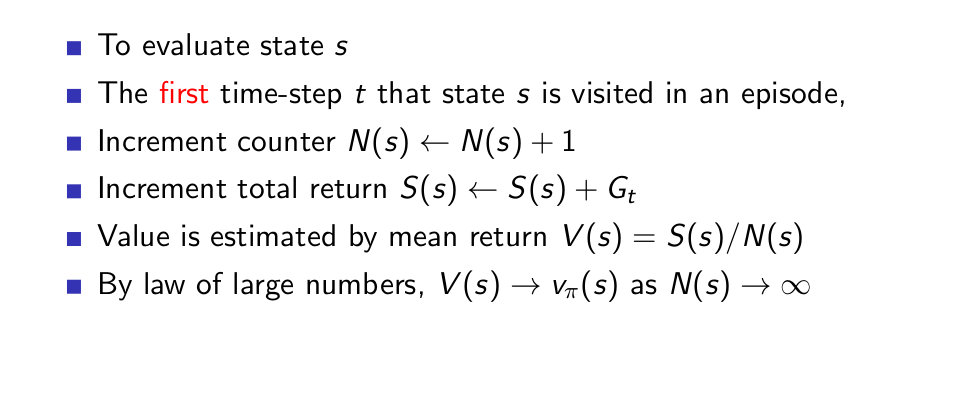 To evaluate state s
The first time-step t that state s is visited in an episode,
Increment counter N(s) ← N(s) + 1
Increment total return S(s) ← S(s) + Gₜ
Value is estimated by mean return V(s) = S(s)/N(s)
By law of large numbers, V(s) → v_π(s) as N(s) → ∞